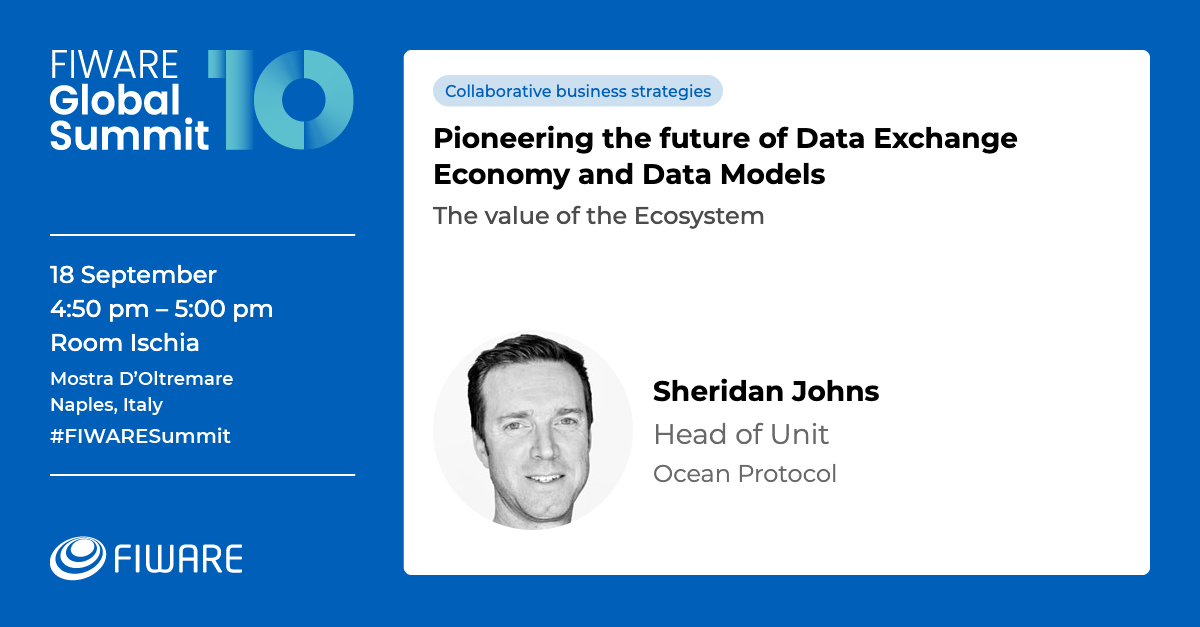 FIWARE
Global
Summit
10
18 September
4:50 pm – 5:00 pm
Room Ischia
Mostra D’Oltremare
Naples, Italy
#FIWARESummit
FIWARE
Collaborative business strategies
Pioneering the future of Data Exchange
Economy and Data Models
The value of the Ecosystem
Sheridan Johns
Head of Unit
Ocean Protocol